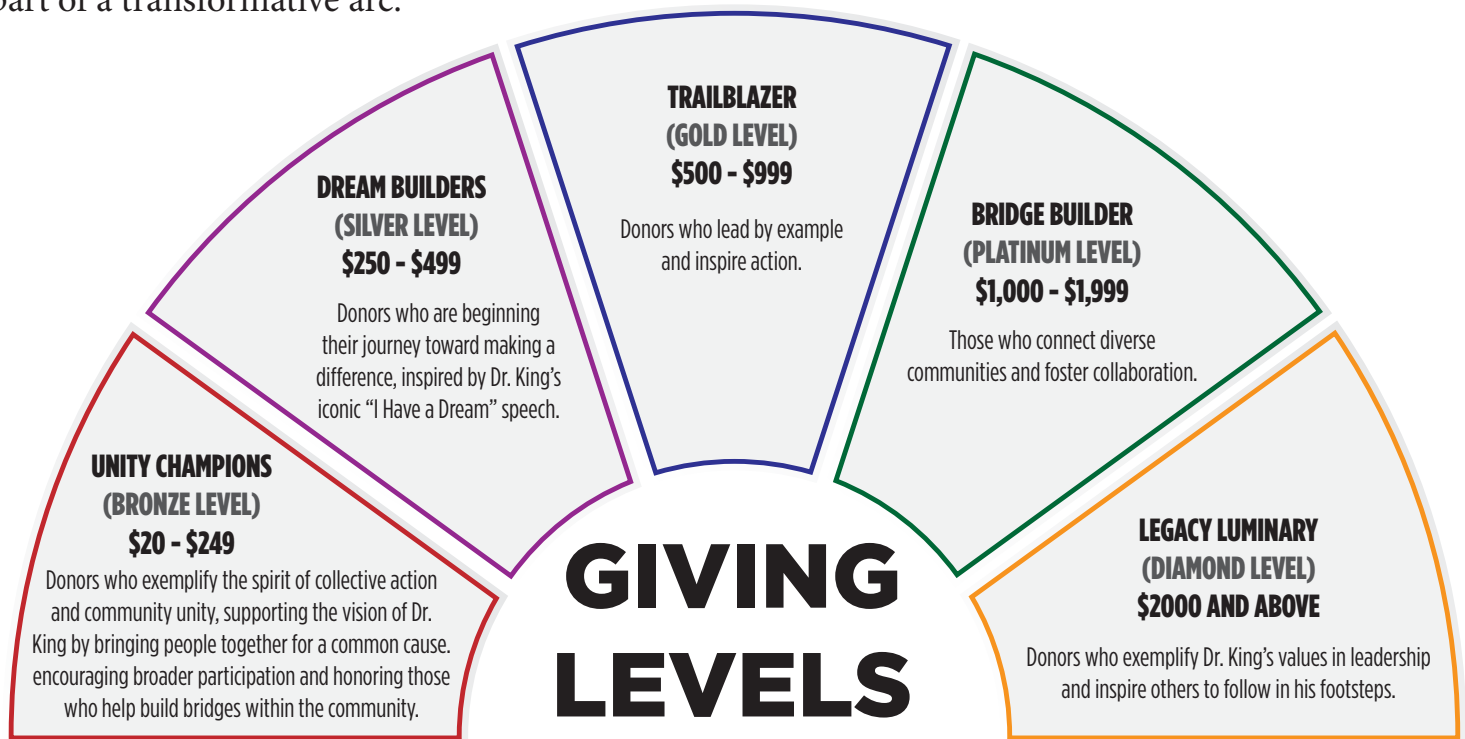 part of a transformative arc.
UNITY CHAMPIONS
(BRONZE LEVEL)
$20 - $249
Donors who exemplify the spirit of collective action
and community unity, supporting the vision of Dr.
King by bringing people together for a common cause.
encouraging broader participation and honoring those
who help build bridges within the community.
DREAM BUILDERS
(SILVER LEVEL)
$250 - $499
Donors who are beginning
their journey toward making a
difference, inspired by Dr. King’s
iconic “I Have a Dream” speech.
TRAILBLAZER
(GOLD LEVEL)
$500 - $999
Donors who lead by example
and inspire action.
BRIDGE BUILDER
(PLATINUM LEVEL)
$1,000 - $1,999
Those who connect diverse
communities and foster collaboration.
LEGACY LUMINARY
(DIAMOND LEVEL)
$2000 AND ABOVE
Donors who exemplify Dr. King’s values in leadership
and inspire others to follow in his footsteps.
GIVING
LEVELS